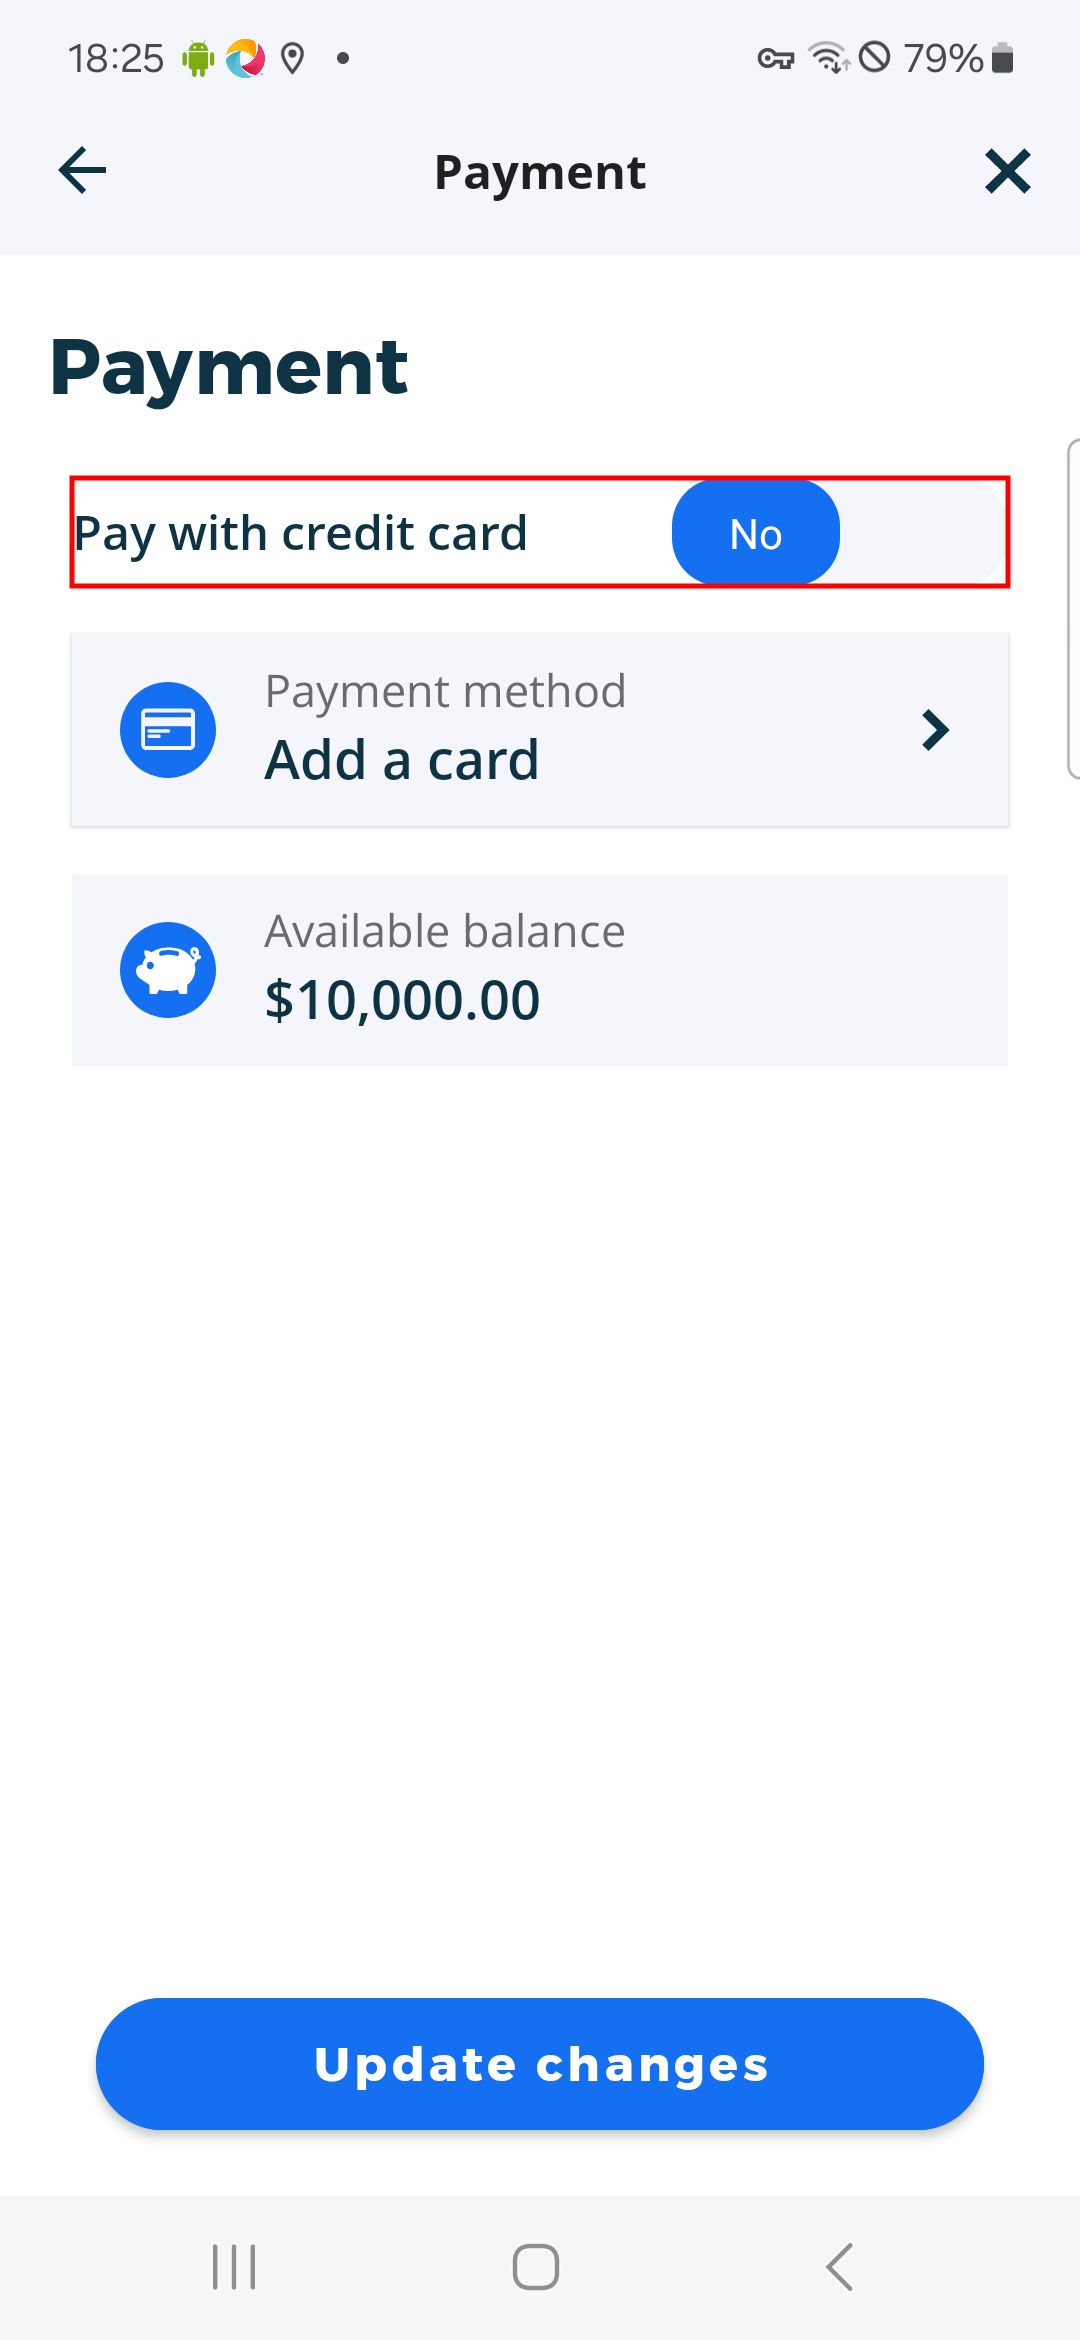 18:25 79%
Payment
Payment
Pay with credit card No
Payment method
Add a card
Available balance
$10,000.00
Update changes